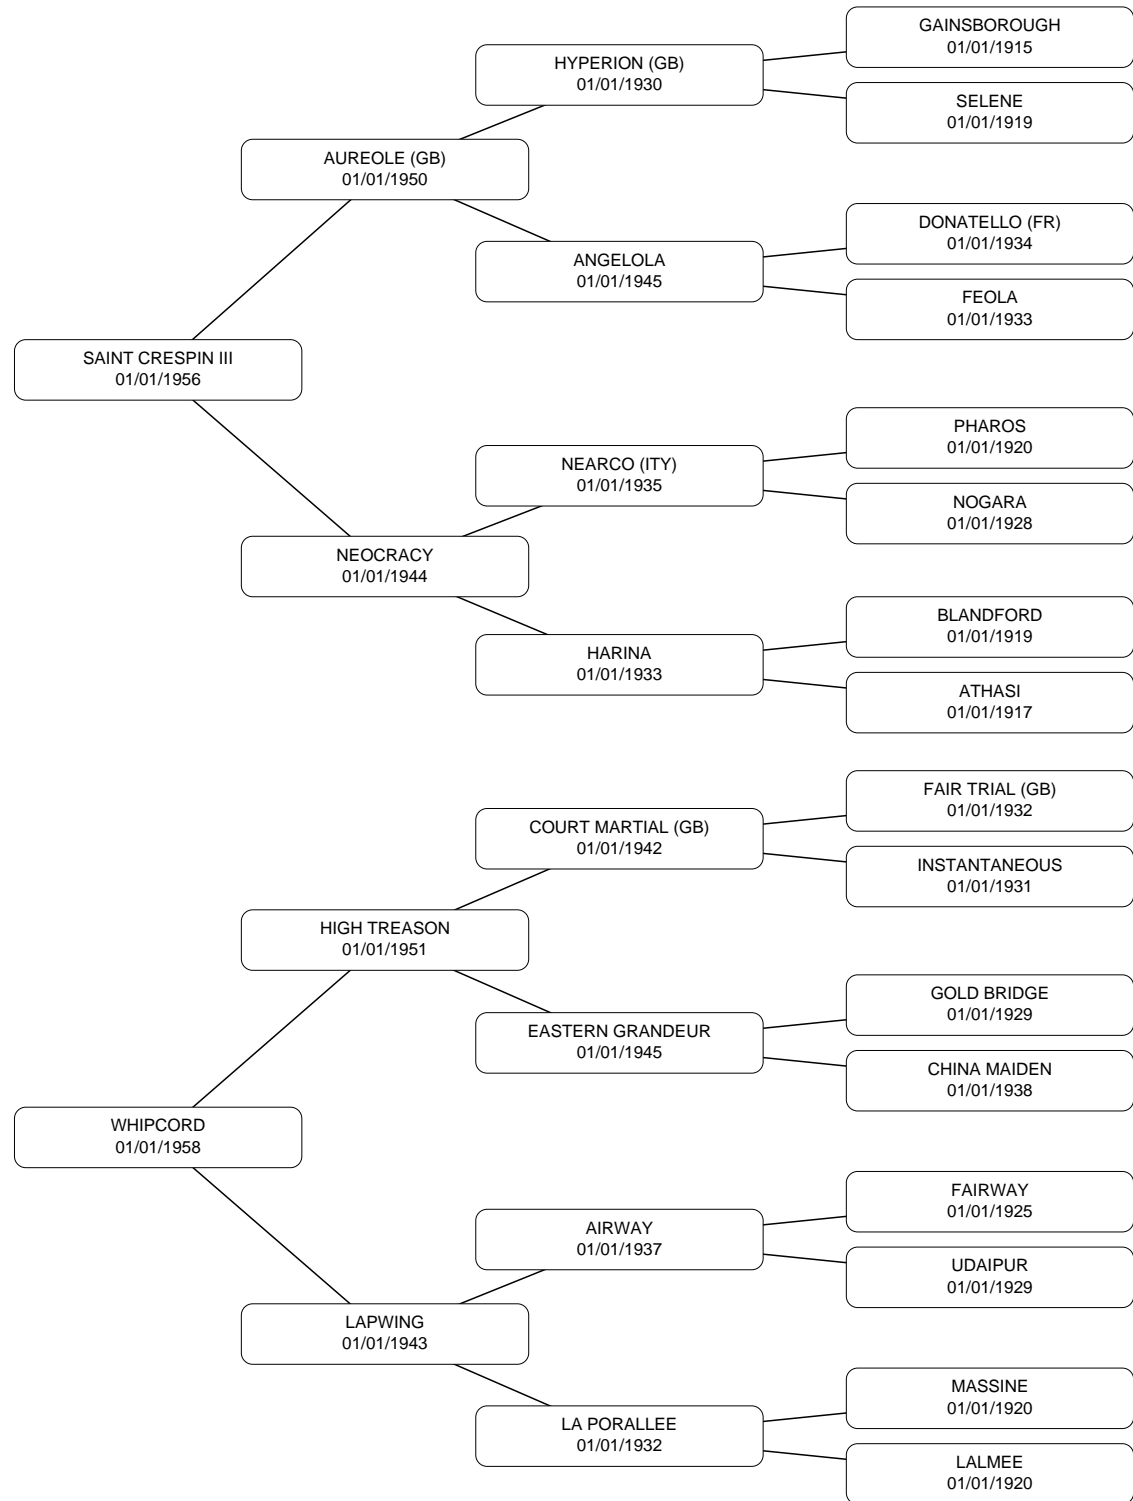 GAINSBOROUGH
01/01/1915
HYPERION (GB)
01/01/1930
SELENE
01/01/1919
AUREOLE (GB)
01/01/1950
DONATELLO (FR)
01/01/1934
ANGELOLA
01/01/1945
FEOLA
01/01/1933
SAINT CRESPIN III
01/01/1956
PHAROS
01/01/1920
NEARCO (ITY)
01/01/1935
NOGARA
01/01/1928
NEOCRACY
01/01/1944
BLANDFORD
01/01/1919
HARINA
01/01/1933
ATHASI
01/01/1917
FAIR TRIAL (GB)
01/01/1932
COURT MARTIAL (GB)
01/01/1942
INSTANTANEOUS
01/01/1931
HIGH TREASON
01/01/1951
GOLD BRIDGE
01/01/1929
EASTERN GRANDEUR
01/01/1945
CHINA MAIDEN
01/01/1938
WHIPCORD
01/01/1958
FAIRWAY
01/01/1925
AIRWAY
01/01/1937
UDAIPUR
01/01/1929
LAPWING
01/01/1943
MASSINE
01/01/1920
LA PORALLEE
01/01/1932
LALMEE
01/01/1920